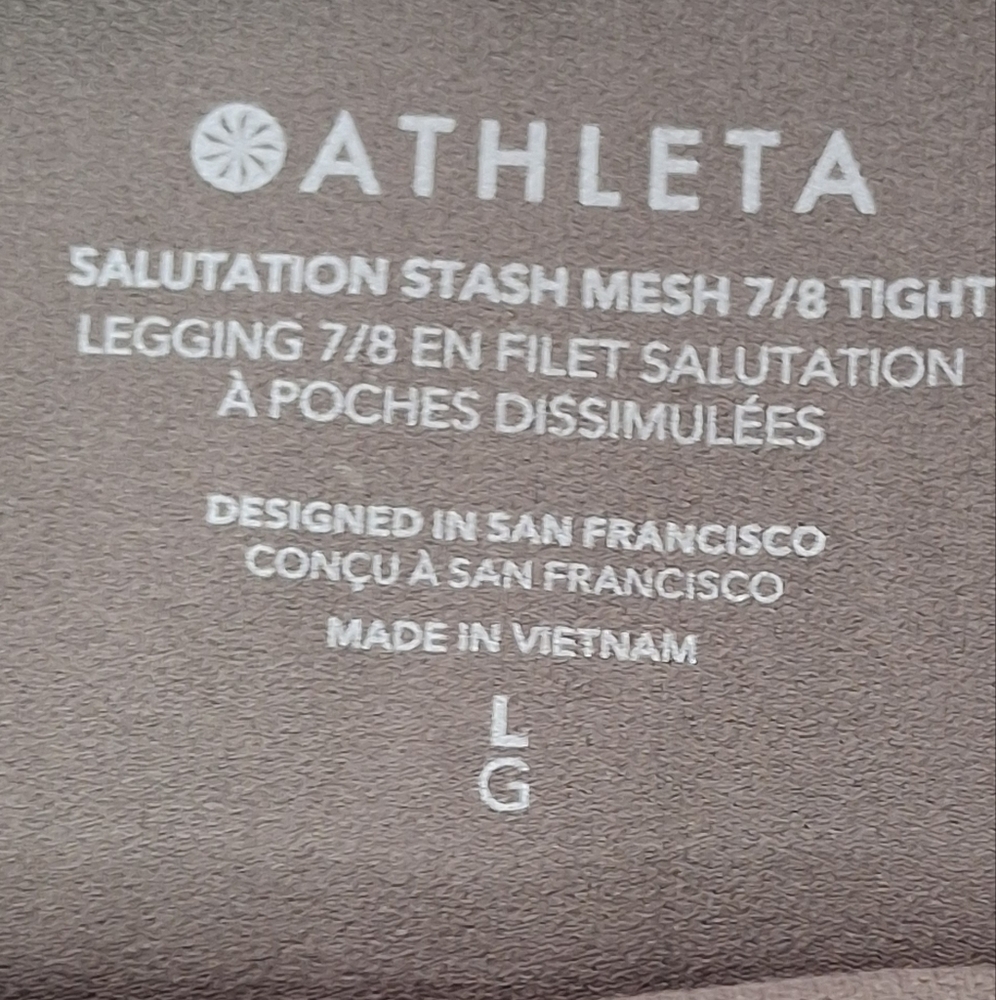 ATHLETA
SALUTATION STASH MESH 7/8 TIGHT
LEGGING 7/8 EN FILET SALUTATION
À POCHES DISSIMULÉES
DESIGNED IN SAN FRANCISCO
CONÇU À SAN FRANCISCO
MADE IN VIETNAM
L
G